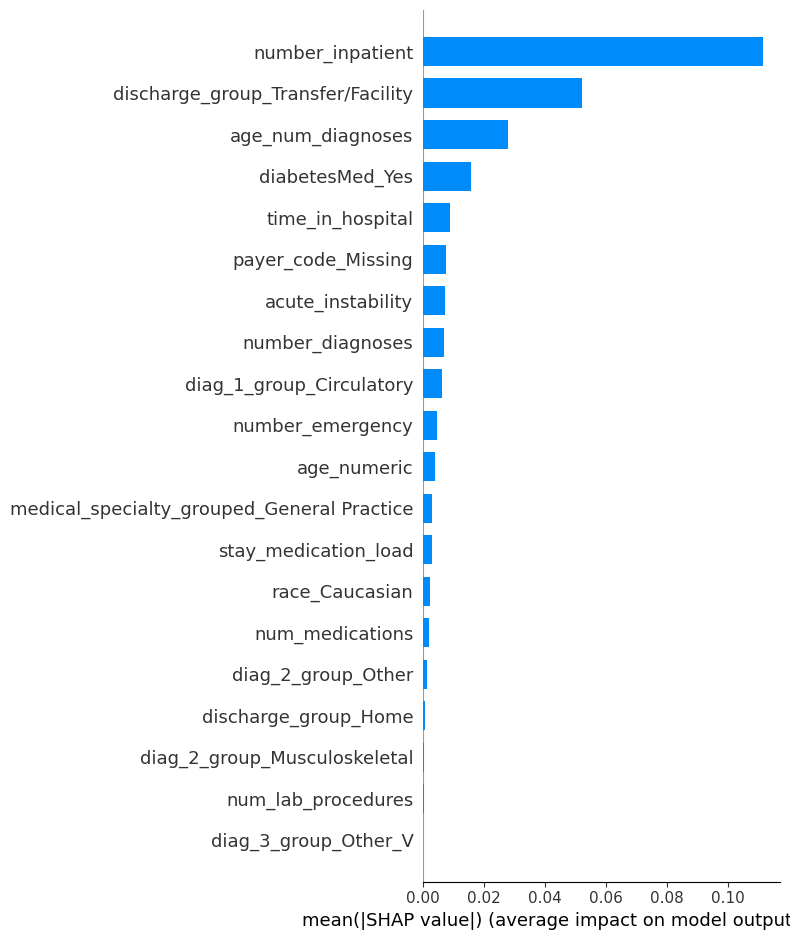 number_inpatient
discharge_group_Transfer/Facility
age_num_diagnoses
diabetesMed_Yes
time_in_hospital
payer_code_Missing
acute_instability
number_diagnoses
diag_1_group_Circulatory
number_emergency
age_numeric
medical_specialty_grouped_General Practice
stay_medication_load
race_Caucasian
num_medications
diag_2_group_Other
discharge_group_Home
diag_2_group_Musculoskeletal
num_lab_procedures
diag_3_group_Other_V
0.00 0.02 0.04 0.06 0.08 0.10
mean(|SHAP value|) (average impact on model output